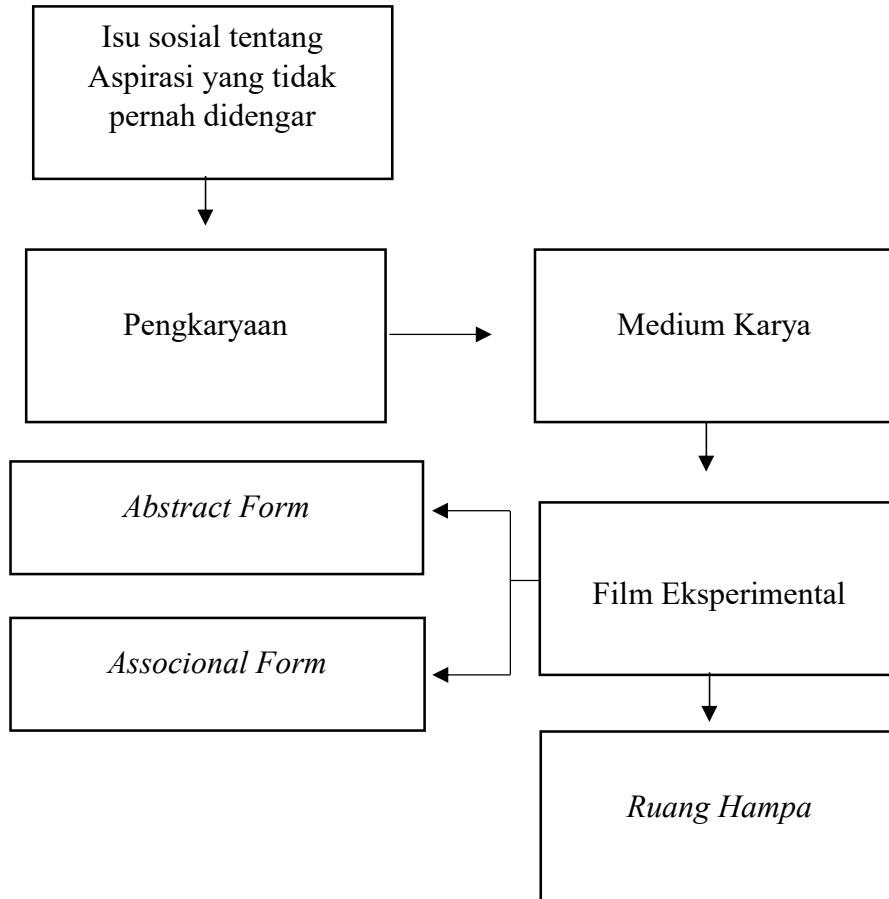 Isu sosial tentang
Aspirasi yang tidak
pernah didengar
Pengkaryaan
Medium Karya
Abstract Form
Film Eksperimental
Assocional Form
Ruang Hampa